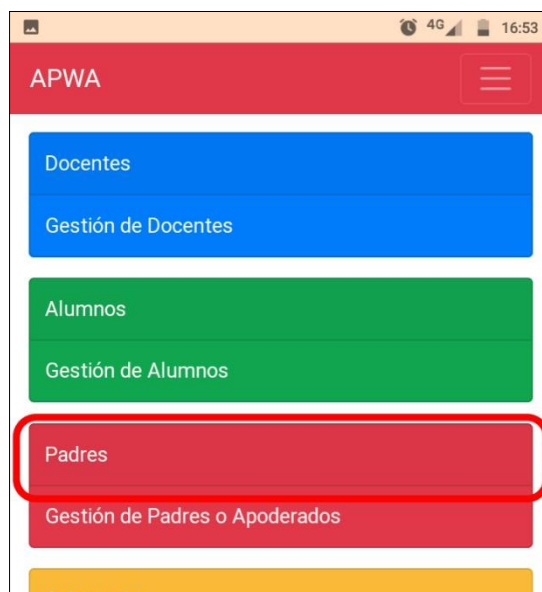 4G 16:53
APWA
Docentes
Gestión de Docentes
Alumnos
Gestión de Alumnos
Padres
Gestión de Padres o Apoderados